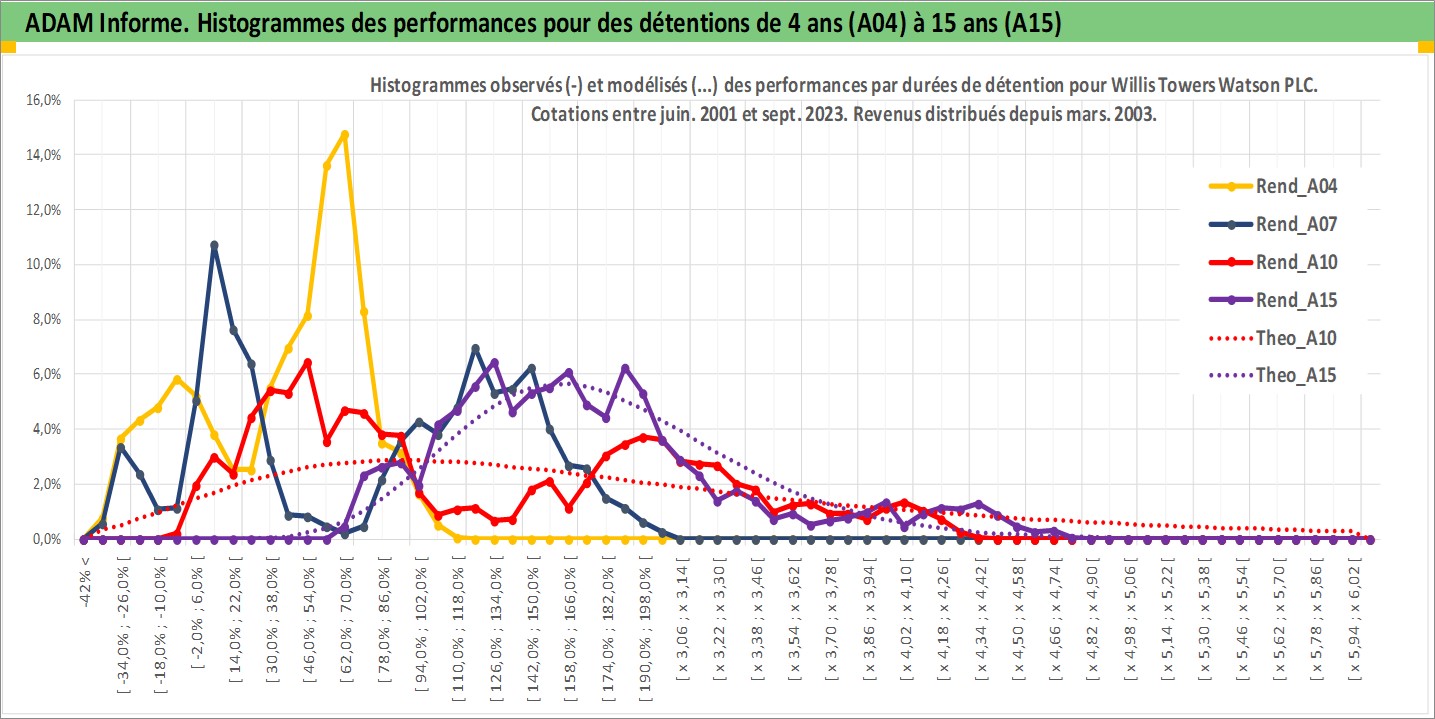 ADAM Informe. Histogrammes des performances pour des détentions de 4 ans (A04) à 15 ans (A15)
Histogrammes observés (-) et modélisés (...) des performances par durées de détention pour Willis Towers Watson PLC.
Cotations entre juin. 2001 et sept. 2023. Revenus distribués depuis mars. 2003.
16,0%
14,0%
12,0%
10,0%
8,0%
6,0%
4,0%
2,0%
0,0%
Rend_A04
Rend_A07
Rend_A10
Rend_A15
Theo_A10
Theo_A15
-42% <
[ -34,0% ; -26,0% [
[ -18,0% ; -10,0% [
[ -2,0% ; 6,0% [
[ 14,0% ; 22,0% [
[ 30,0% ; 38,0% [
[ 46,0% ; 54,0% [
[ 62,0% ; 70,0% [
[ 78,0% ; 86,0% [
[ 94,0% ; 102,0% [
[ 110,0% ; 118,0% [
[ 126,0% ; 134,0% [
[ 142,0% ; 150,0% [
[ 158,0% ; 166,0% [
[ 174,0% ; 182,0% [
[ 190,0% ; 198,0% [
[ x 3,06 ; x 3,14 [
[ x 3,22 ; x 3,30 [
[ x 3,38 ; x 3,46 [
[ x 3,54 ; x 3,62 [
[ x 3,70 ; x 3,78 [
[ x 3,86 ; x 3,94 [
[ x 4,02 ; x 4,10 [
[ x 4,18 ; x 4,26 [
[ x 4,34 ; x 4,42 [
[ x 4,50 ; x 4,58 [
[ x 4,66 ; x 4,74 [
[ x 4,82 ; x 4,90 [
[ x 4,98 ; x 5,06 [
[ x 5,14 ; x 5,22 [
[ x 5,30 ; x 5,38 [
[ x 5,46 ; x 5,54 [
[ x 5,62 ; x 5,70 [
[ x 5,78 ; x 5,86 [
[ x 5,94 ; x 6,02 [